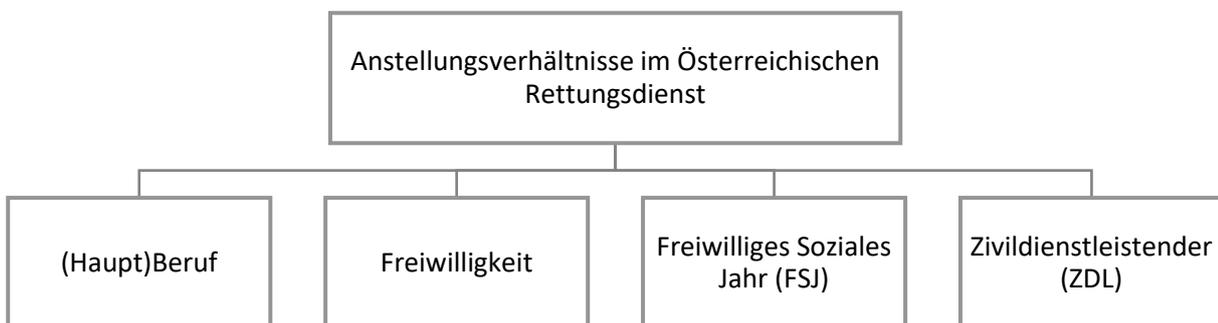 Anstellungsverhältnisse im Österreichischen
Rettungsdienst
(Haupt)Beruf
Freiwilligkeit
Freiwilliges Soziales
Jahr (FSJ)
Zivildienstleistender
(ZDL)